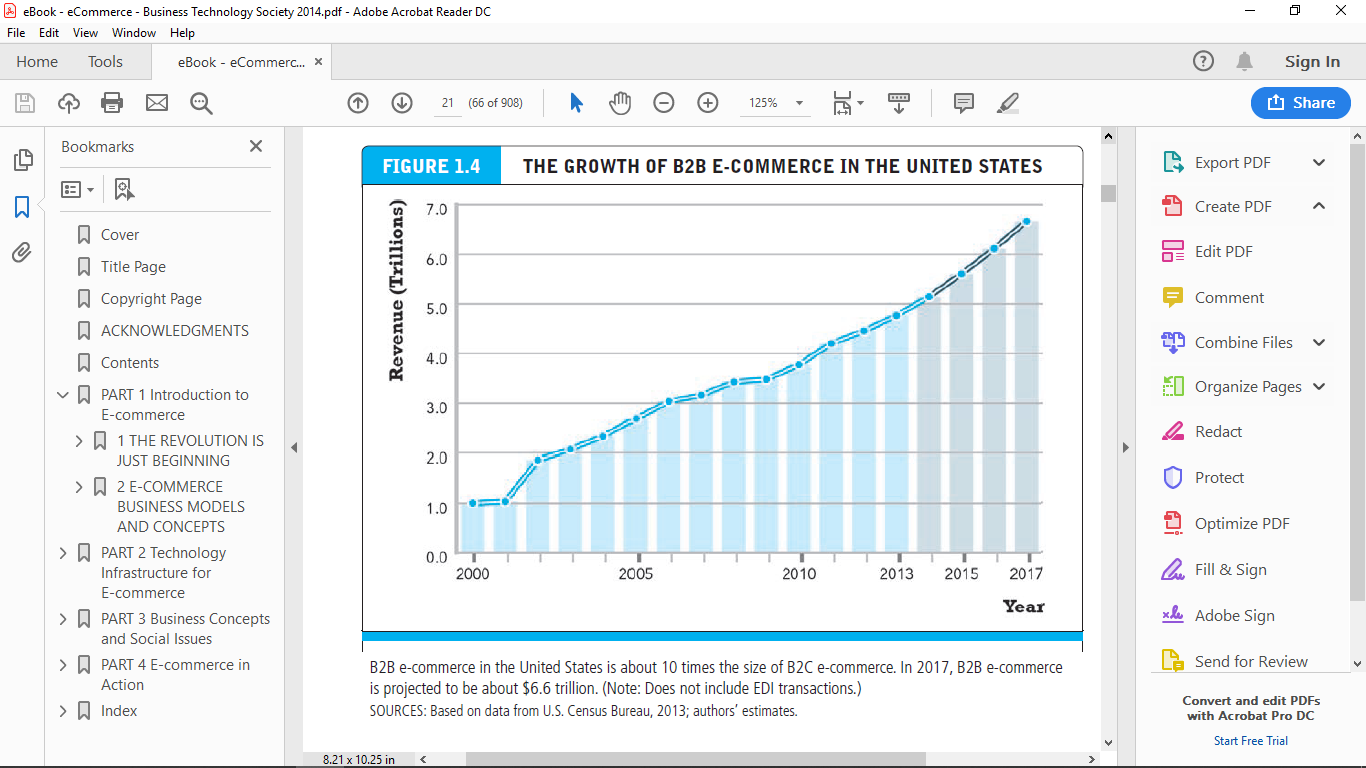 eBook - eCommerce - Business Technology Society 2014.pdf - Adobe Acrobat Reader DC
File Edit View Window Help
Home Tools eBook - eCommerc... ×
Sign In
21 (66 of 908)
125%
Share
Bookmarks
Cover
Title Page
Copyright Page
ACKNOWLEDGMENTS
Contents
PART 1 Introduction to
E-commerce
1 THE REVOLUTION IS
JUST BEGINNING
2 E-COMMERCE
BUSINESS MODELS
AND CONCEPTS
PART 2 Technology
Infrastructure for
E-commerce
PART 3 Business Concepts
and Social Issues
PART 4 E-commerce in
Action
Index
FIGURE 1.4 THE GROWTH OF B2B E-COMMERCE IN THE UNITED STATES
Revenue (Trillions)
7.0
6.0
5.0
4.0
3.0
2.0
1.0
0.0
2000 2005 2010 2013 2015 2017
Year
B2B e-commerce in the United States is about 10 times the size of B2C e-commerce. In 2017, B2B e-commerce
is projected to be about $6.6 trillion. (Note: Does not include EDI transactions.)
SOURCES: Based on data from U.S. Census Bureau, 2013; authors' estimates.
8.21 x 10.25 in
Export PDF
Create PDF
Edit PDF
Comment
Combine Files
Organize Pages
Redact
Protect
Optimize PDF
Fill & Sign
Adobe Sign
Send for Review
Convert and edit PDFs
with Acrobat Pro DC
Start Free Trial